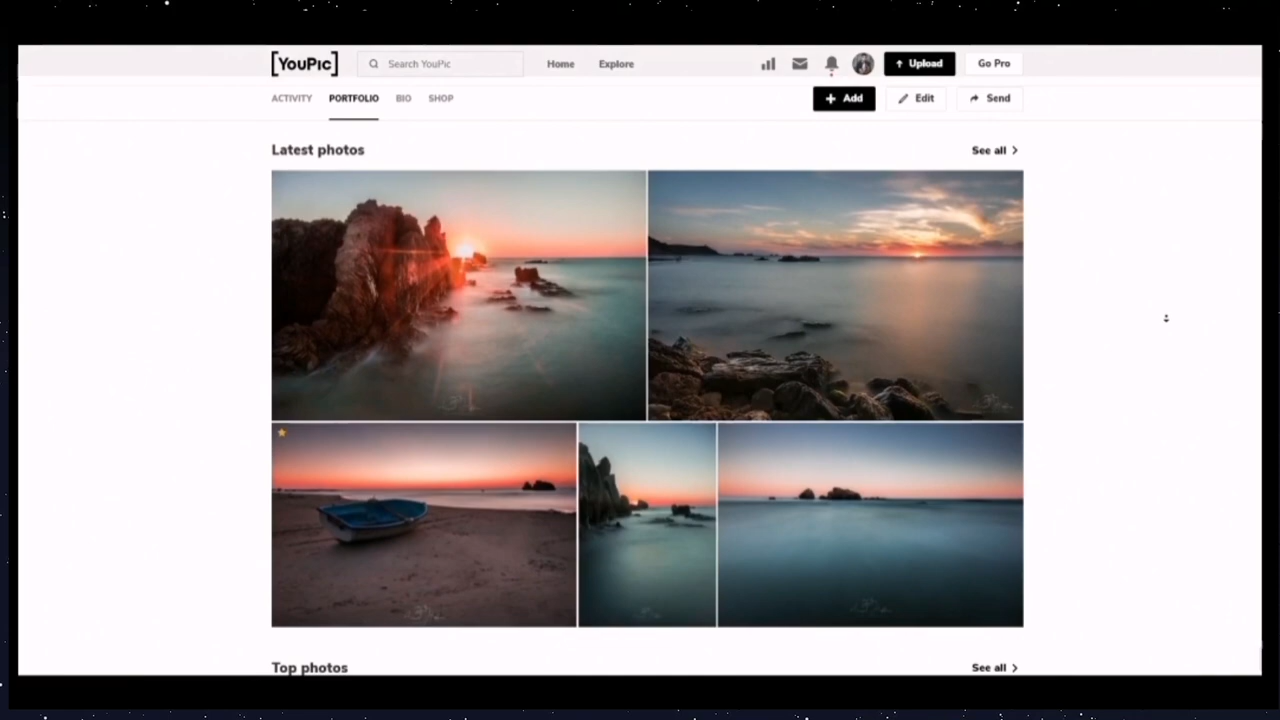 [YouPic]
Search YouPic
Home
Explore
Upload
Go Pro
ACTIVITY
PORTFOLIO
BIO
SHOP
Add
Edit
Send
Latest photos
See all
Top photos
See all